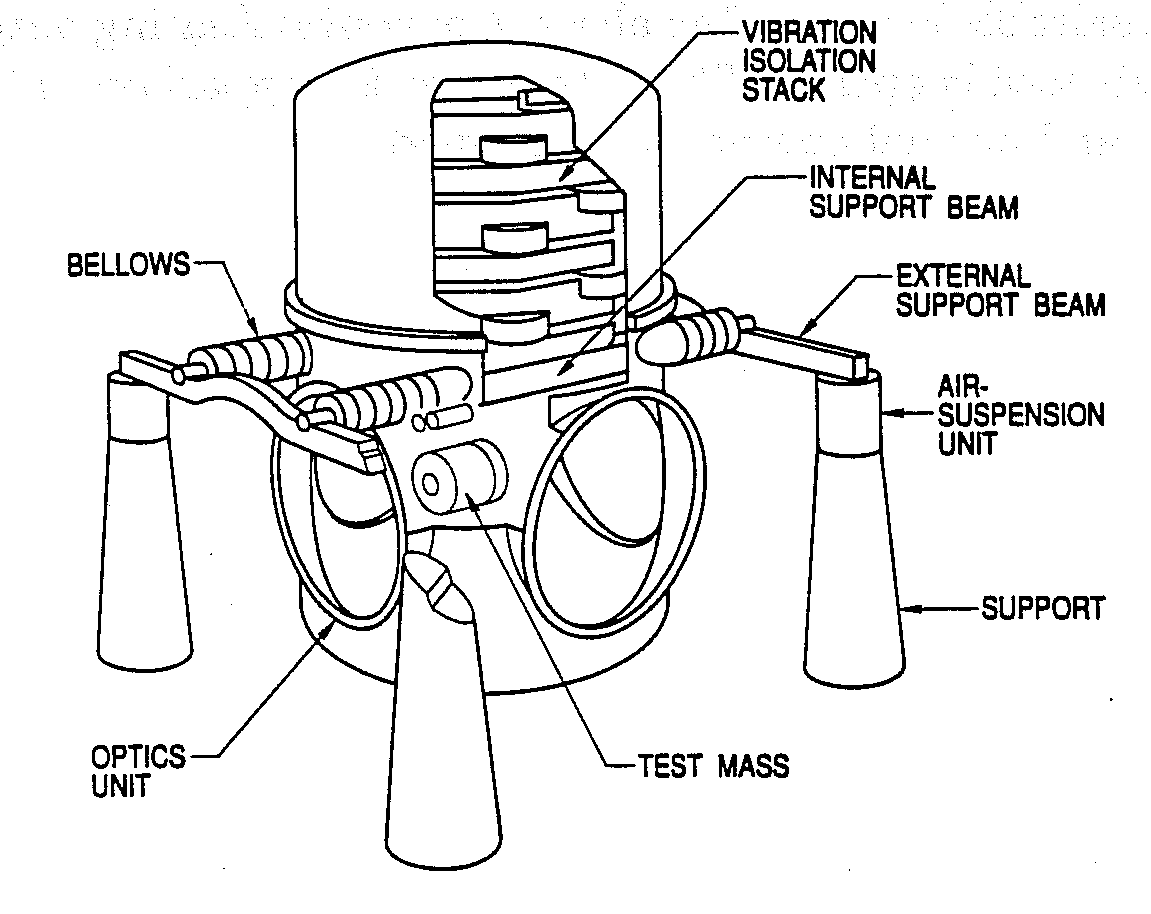 VIBRATION
ISOLATION
STACK
INTERNAL
SUPPORT BEAM
BELLOWS
EXTERNAL
SUPPORT BEAM
AIR-
SUSPENSION
UNIT
SUPPORT
OPTICS
UNIT
TEST MASS